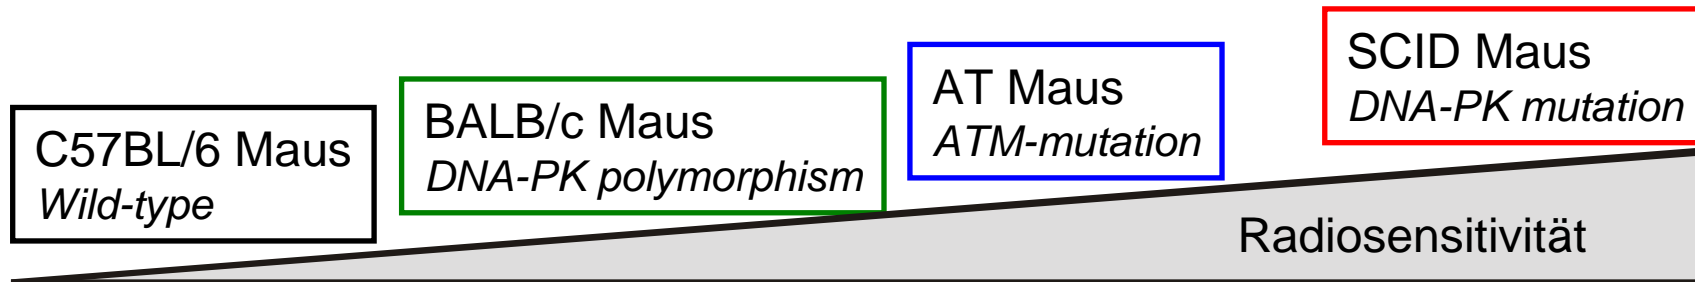 C57BL/6 Maus
Wild-type
BALB/c Maus
DNA-PK polymorphism
AT Maus
ATM-mutation
SCID Maus
DNA-PK mutation
Radiosensitivität